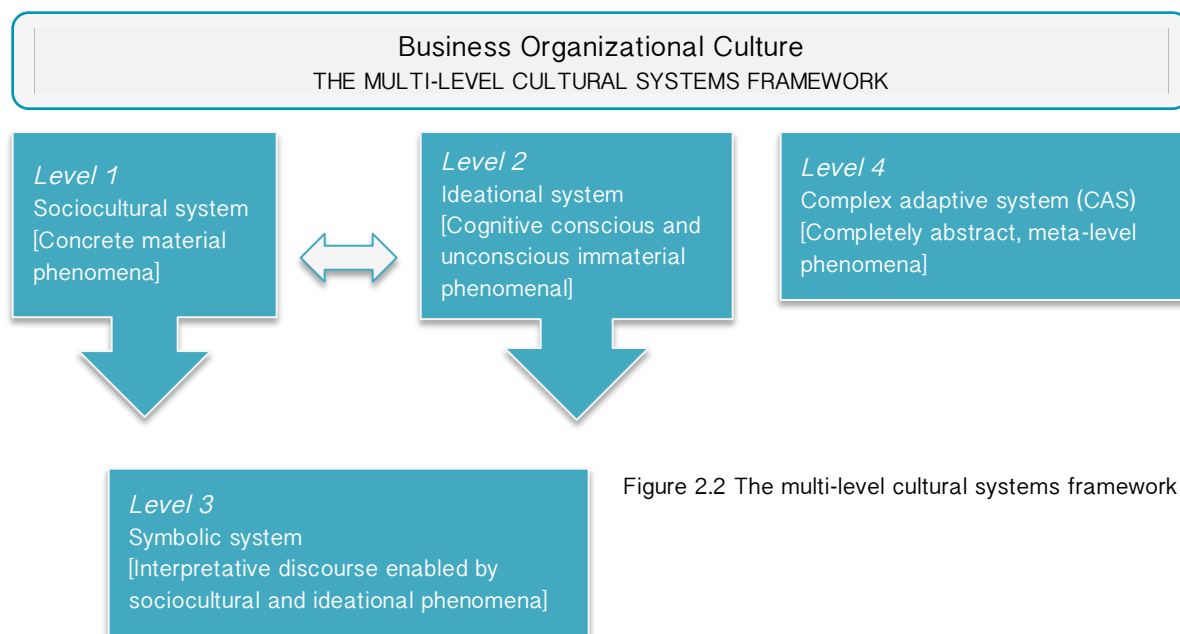 Business Organizational Culture
THE MULTI-LEVEL CULTURAL SYSTEMS FRAMEWORK
Level 1
Sociocultural system
[Concrete material
phenomena]
Level 2
Ideational system
[Cognitive conscious and
unconscious immaterial
phenomenal]
Level 4
Complex adaptive system (CAS)
[Completely abstract, meta-level
phenomena]
Level 3
Symbolic system
[Interpretative discourse enabled by
sociocultural and ideational phenomena]
Figure 2.2 The multi-level cultural systems framework